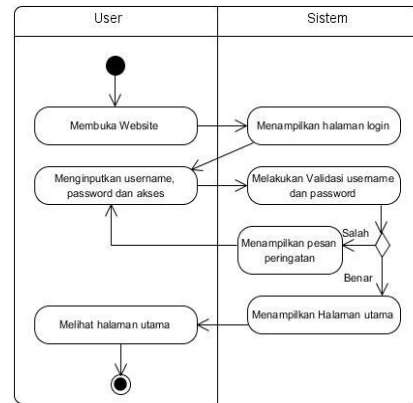 User
Sistem
Membuka Website
Menampilkan halaman login
Menginputkan username,
password dan akses
Melakukan Validasi username
dan password
Salah
Menampilkan pesan
peringatan
Benar
Menampilkan Halaman utama
Melihat halaman utama